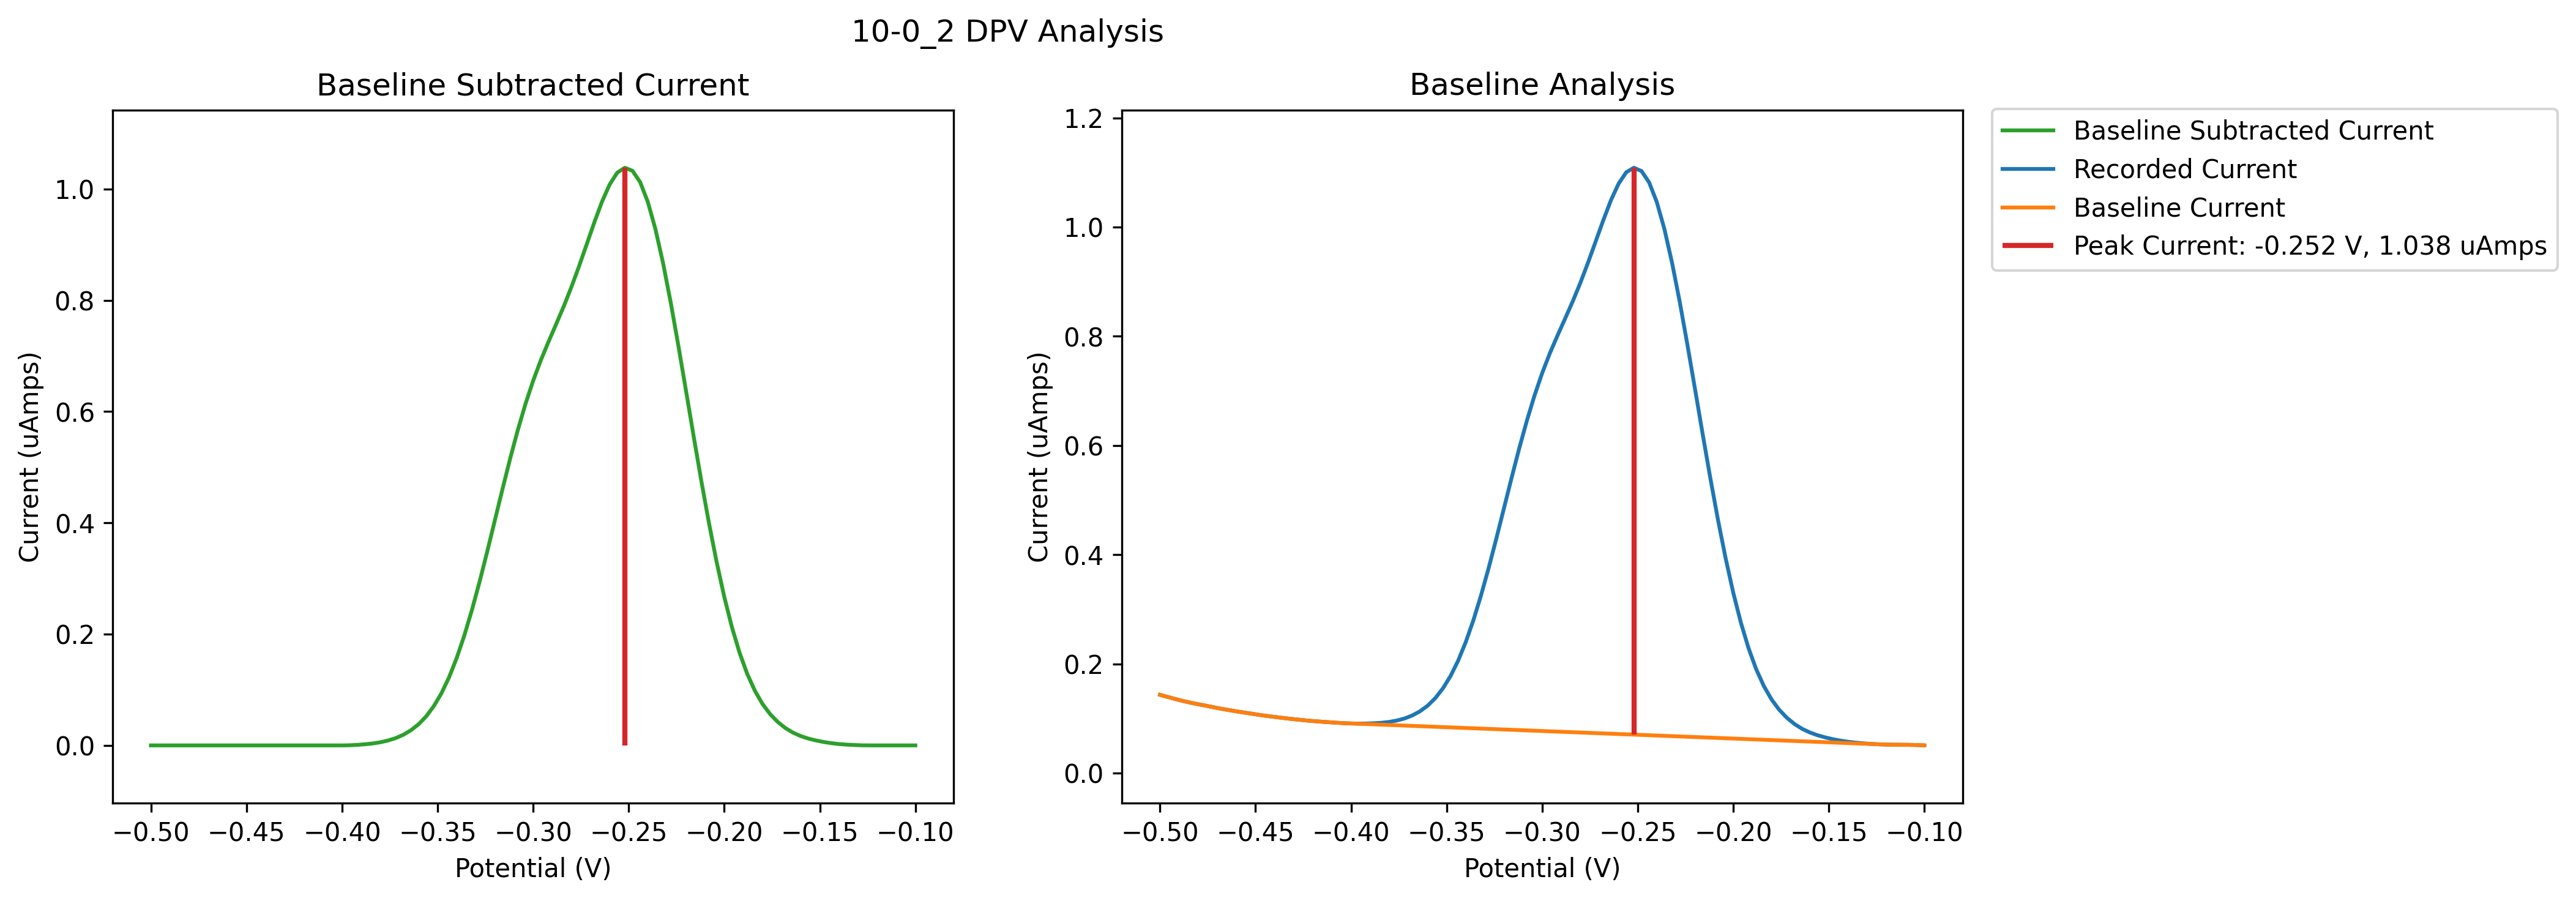 10-0_2 DPV Analysis
Baseline Subtracted Current
Current (uAmps)
1.0
0.8
0.6
0.4
0.2
0.0
−0.50 −0.45 −0.40 −0.35 −0.30 −0.25 −0.20 −0.15 −0.10
Potential (V)
Baseline Analysis
Current (uAmps)
1.2
1.0
0.8
0.6
0.4
0.2
0.0
−0.50 −0.45 −0.40 −0.35 −0.30 −0.25 −0.20 −0.15 −0.10
Potential (V)
Baseline Subtracted Current
Recorded Current
Baseline Current
Peak Current: -0.252 V, 1.038 uAmps